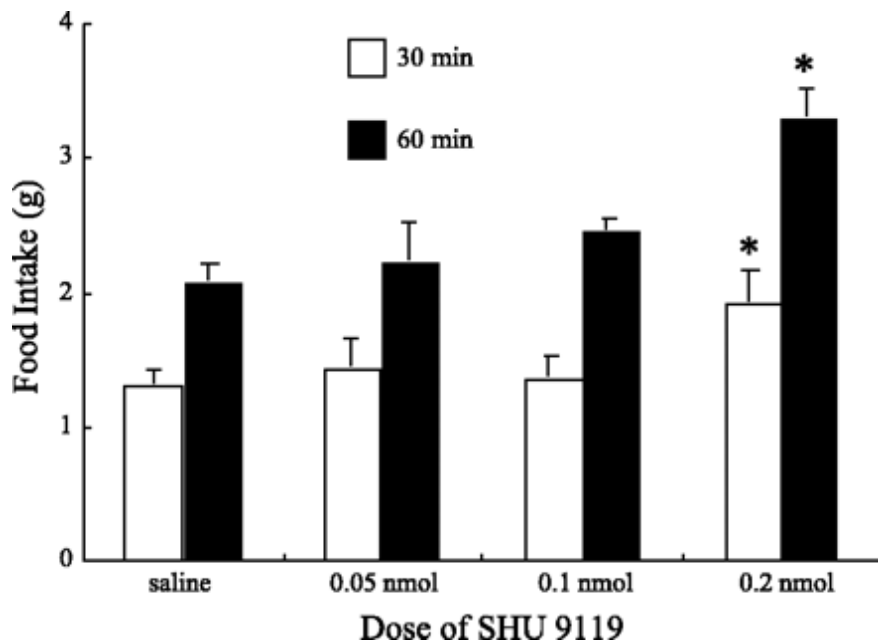 4
30 min
60 min
3
2
1
0
Food Intake (g)
*
*
saline 0.05 nmol 0.1 nmol 0.2 nmol
Dose of SHU 9119